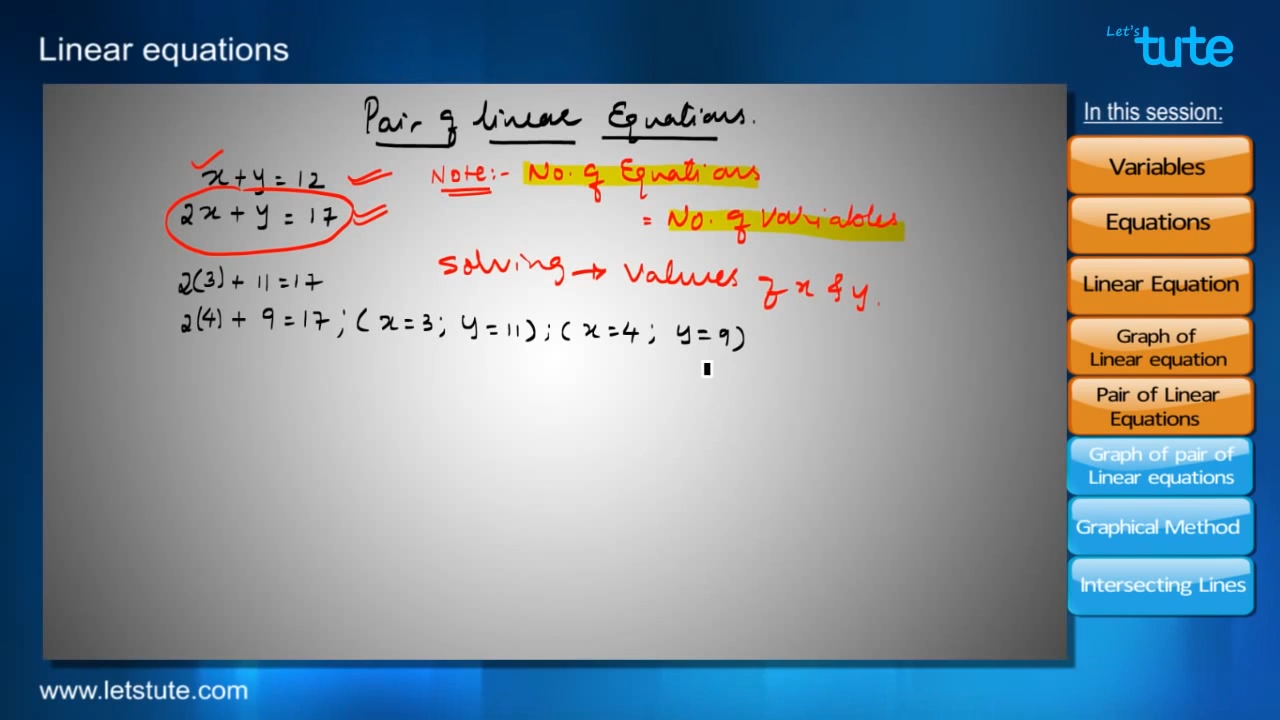 Linear equations
Let's tute
In this session:
Pair of linear Equations.
x + y = 12
2x + y = 17
Note:- No. of Equations
= No. of Variables
Solving → Values of x & y.
2(3) + 11 = 17
2(4) + 9 = 17 ; ( x = 3 ; y = 11 ) ; ( x = 4 ; y = 9 )
Variables
Equations
Linear Equation
Graph of
Linear equation
Pair of Linear
Equations
Graph of pair of
Linear equations
Graphical Method
Intersecting Lines
www.letstute.com